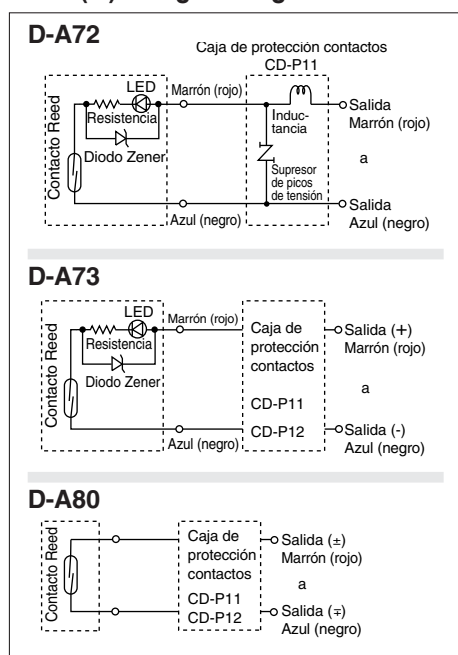 D-A72
Caja de protección contactos
CD-P11
LED
Resistencia
Diodo Zener
Contacto Reed
Marrón (rojo)
Induc-
tancia
Supresor
de picos
de tensión
Azul (negro)
Salida
Marrón (rojo)
a
Salida
Azul (negro)
D-A73
LED
Resistencia
Diodo Zener
Contacto Reed
Marrón (rojo)
Azul (negro)
Caja de
protección
contactos
CD-P11
CD-P12
Salida (+)
Marrón (rojo)
a
Salida (-)
Azul (negro)
D-A80
Contacto Reed
Caja de
protección
contactos
CD-P11
CD-P12
Salida (±)
Marrón (rojo)
a
Salida (∓)
Azul (negro)